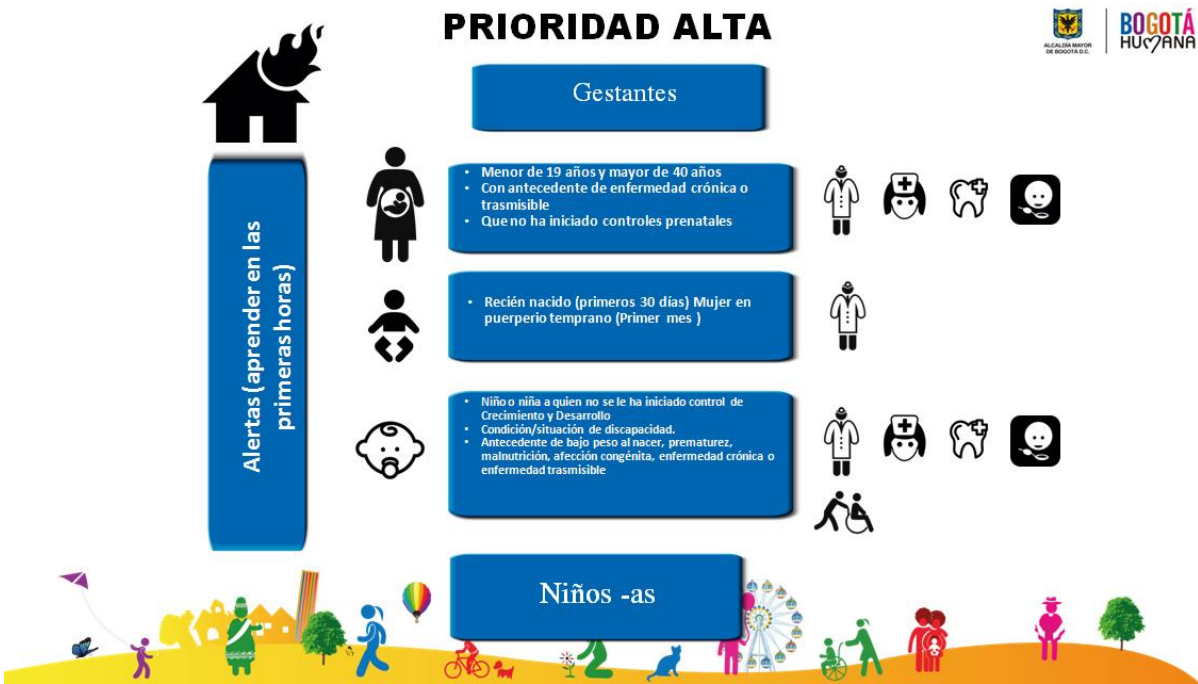 PRIORIDAD ALTA
ALCALDÍA MAYOR
DE BOGOTÁ D.C.
BOGOTÁ
HUMANA
Gestantes
Alertas (aprender en las
primeras horas)
• Menor de 19 años y mayor de 40 años
• Con antecedente de enfermedad crónica o
trasmisible
• Que no ha iniciado controles prenatales
• Recién nacido (primeros 30 días) Mujer en
puerperio temprano (Primer mes )
• Niño o niña a quien no se le ha iniciado control de
Crecimiento y Desarrollo
• Condición/situación de discapacidad.
• Antecedente de bajo peso al nacer, prematurez,
malnutrición, afección congénita, enfermedad crónica o
enfermedad trasmisible
Niños -as